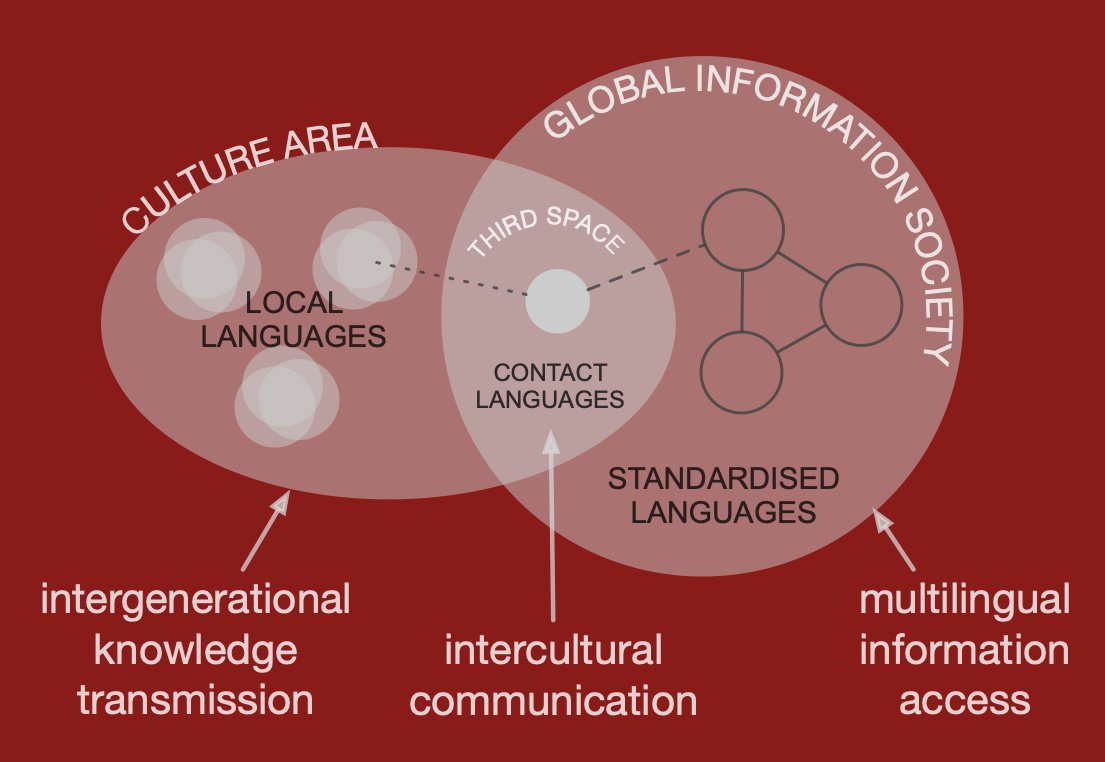 GLOBAL INFORMATION SOCIETY
CULTURE AREA
THIRD SPACE
LOCAL
LANGUAGES
CONTACT
LANGUAGES
STANDARDISED
LANGUAGES
intergenerational
knowledge
transmission
intercultural
communication
multilingual
information
access